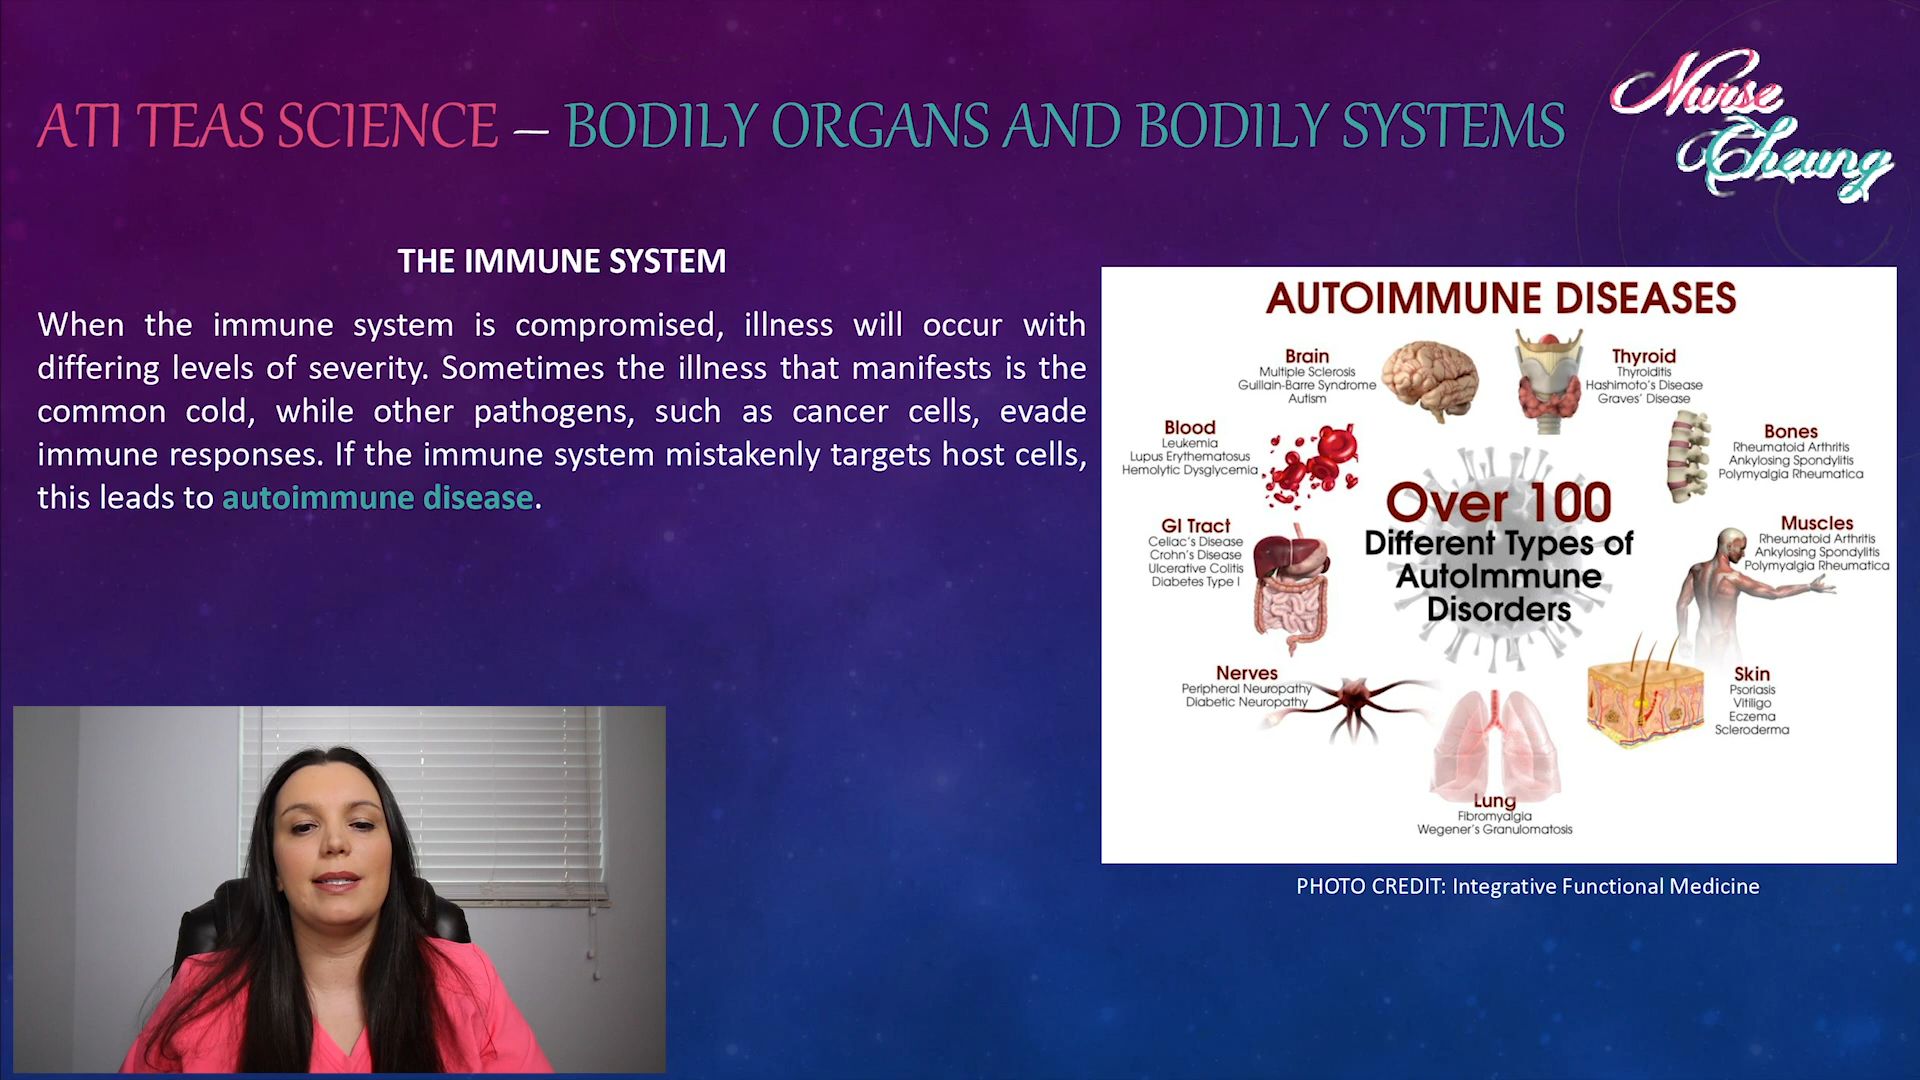 ATI TEAS SCIENCE – BODILY ORGANS AND BODILY SYSTEMS
Nurse
Cheung
THE IMMUNE SYSTEM
When the immune system is compromised, illness will occur with
differing levels of severity. Sometimes the illness that manifests is the
common cold, while other pathogens, such as cancer cells, evade
immune responses. If the immune system mistakenly targets host cells,
this leads to autoimmune disease.
AUTOIMMUNE DISEASES
Brain
Multiple Sclerosis
Guillain-Barre Syndrome
Autism
Thyroid
Thyroiditis
Hashimoto's Disease
Graves' Disease
Blood
Leukemia
Lupus Erythematosus
Hemolytic Dysglycemia
Bones
Rheumatoid Arthritis
Ankylosing Spondylitis
Polymyalgia Rheumatica
Over 100
Different Types of
AutoImmune
Disorders
GI Tract
Celiac's Disease
Crohn's Disease
Ulcerative Colitis
Diabetes Type I
Muscles
Rheumatoid Arthritis
Ankylosing Spondylitis
Polymyalgia Rheumatica
Nerves
Peripheral Neuropathy
Diabetic Neuropathy
Skin
Psoriasis
Vitiligo
Eczema
Scleroderma
Lung
Fibromyalgia
Wegener's Granulomatosis
PHOTO CREDIT: Integrative Functional Medicine